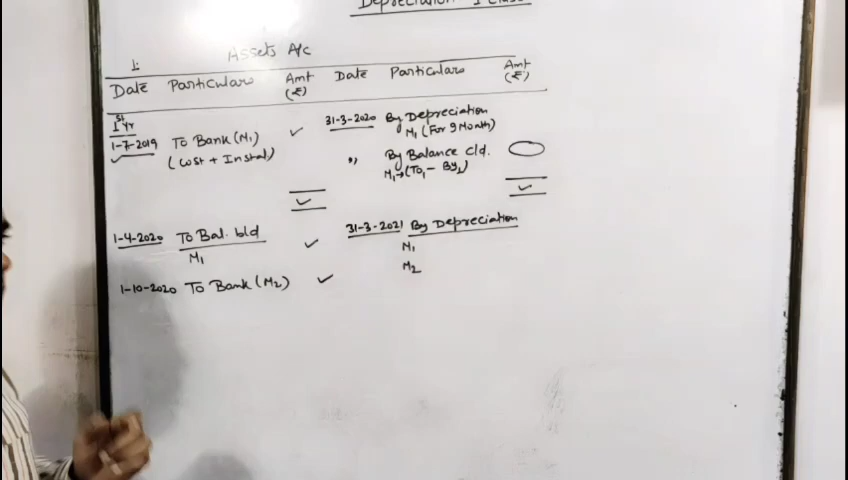 Depreciation I Class
1. Assets A/c
Date Particulars Amt (₹) Date Particulars Amt (₹)
1st Yr
1-7-2019 To Bank (M1) ✓ 31-3-2020 By Depreciation
(Cost + Instal) M1 (For 9 Month)
" By Balance c/d.
M1→(To1 - By1)
✓ ✓
1-4-2020 To Bal. b/d ✓ 31-3-2021 By Depreciation
M1 M1
1-10-2020 To Bank (M2) ✓ M2